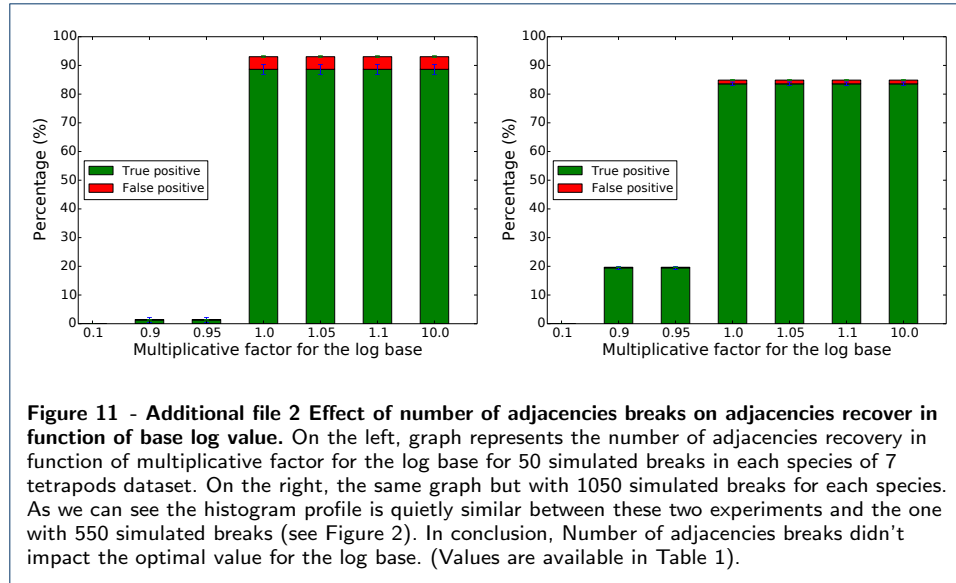 100
90
80
70
60
50
40
30
20
10
0
Percentage (%)
True positive
False positive
0.1 0.9 0.95 1.0 1.05 1.1 10.0
Multiplicative factor for the log base
100
90
80
70
60
50
40
30
20
10
0
Percentage (%)
True positive
False positive
0.1 0.9 0.95 1.0 1.05 1.1 10.0
Multiplicative factor for the log base
Figure 11 - Additional file 2 Effect of number of adjacencies breaks on adjacencies recover in
function of base log value. On the left, graph represents the number of adjacencies recovery in
function of multiplicative factor for the log base for 50 simulated breaks in each species of 7
tetrapods dataset. On the right, the same graph but with 1050 simulated breaks for each species.
As we can see the histogram profile is quietly similar between these two experiments and the one
with 550 simulated breaks (see Figure 2). In conclusion, Number of adjacencies breaks didn't
impact the optimal value for the log base. (Values are available in Table 1).